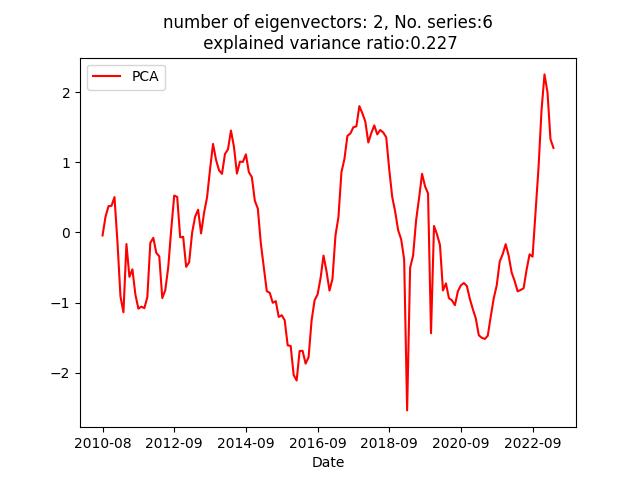 number of eigenvectors: 2, No. series:6
explained variance ratio:0.227
PCA
2
1
0
−1
−2
2010-08 2012-09 2014-09 2016-09 2018-09 2020-09 2022-09
Date